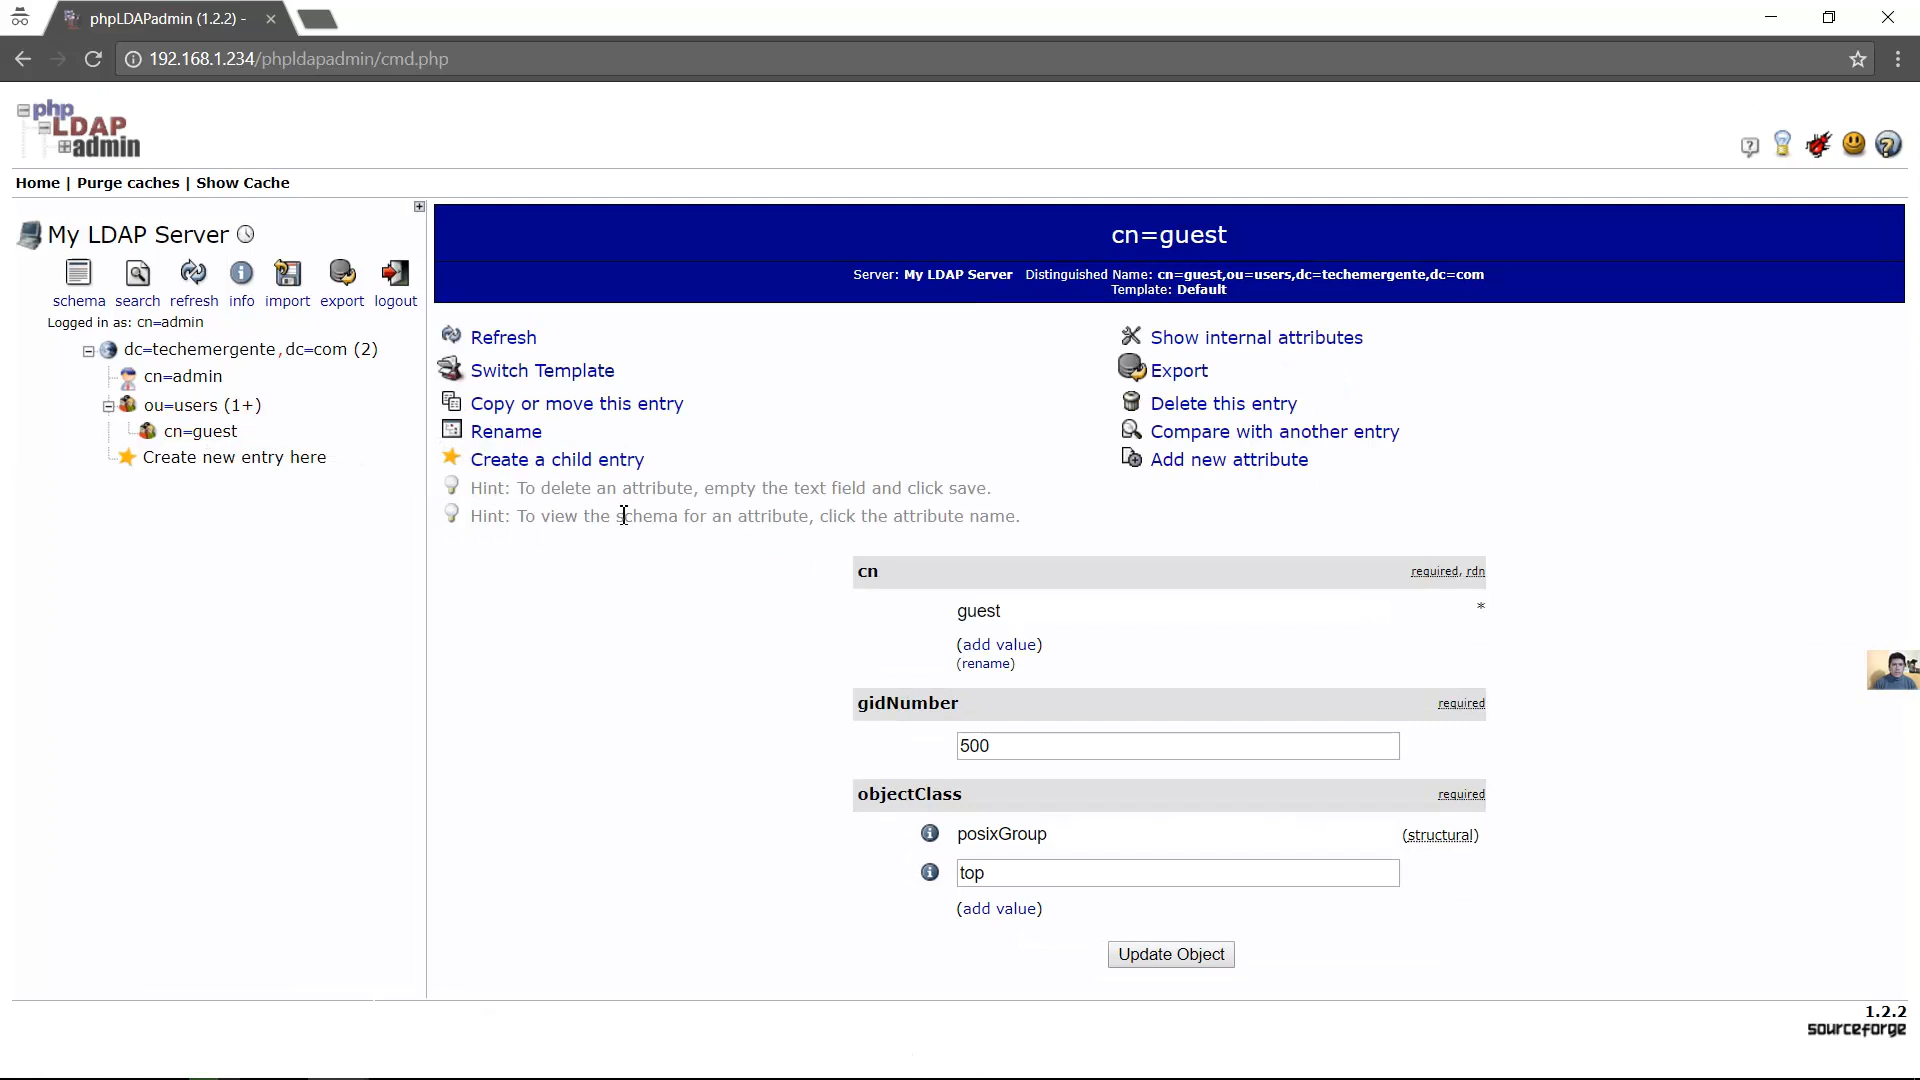 phpLDAPadmin (1.2.2) -
192.168.1.234/phpldapadmin/cmd.php
php
LDAP
admin
Home | Purge caches | Show Cache
My LDAP Server
schema search refresh info import export logout
Logged in as: cn=admin
dc=techemergente,dc=com (2)
cn=admin
ou=users (1+)
cn=guest
Create new entry here
cn=guest
Server: My LDAP Server Distinguished Name: cn=guest,ou=users,dc=techemergente,dc=com
Template: Default
Refresh
Switch Template
Copy or move this entry
Rename
Create a child entry
Hint: To delete an attribute, empty the text field and click save.
Hint: To view the schema for an attribute, click the attribute name.
Show internal attributes
Export
Delete this entry
Compare with another entry
Add new attribute
cn required, rdn
guest *
(add value)
(rename)
gidNumber required
500
objectClass required
posixGroup (structural)
top
(add value)
Update Object
1.2.2
sourceforge